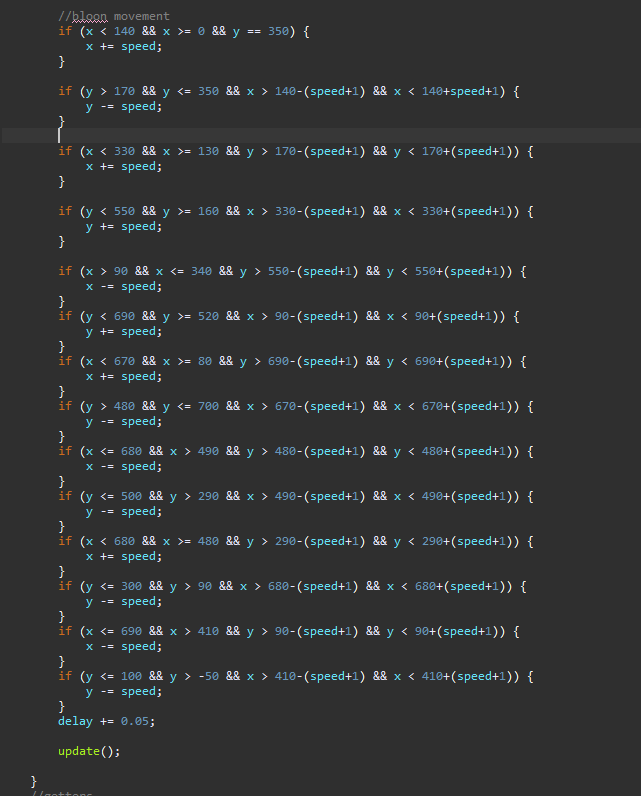 //bloon movement
if (x < 140 && x >= 0 && y == 350) {
x += speed;
}
if (y > 170 && y <= 350 && x > 140-(speed+1) && x < 140+speed+1) {
y -= speed;
}
if (x < 330 && x >= 130 && y > 170-(speed+1) && y < 170+(speed+1)) {
x += speed;
}
if (y < 550 && y >= 160 && x > 330-(speed+1) && x < 330+(speed+1)) {
y += speed;
}
if (x > 90 && x <= 340 && y > 550-(speed+1) && y < 550+(speed+1)) {
x -= speed;
}
if (y < 690 && y >= 520 && x > 90-(speed+1) && x < 90+(speed+1)) {
y += speed;
}
if (x < 670 && x >= 80 && y > 690-(speed+1) && y < 690+(speed+1)) {
x += speed;
}
if (y > 480 && y <= 700 && x > 670-(speed+1) && x < 670+(speed+1)) {
y -= speed;
}
if (x <= 680 && x > 490 && y > 480-(speed+1) && y < 480+(speed+1)) {
x -= speed;
}
if (y <= 500 && y > 290 && x > 490-(speed+1) && x < 490+(speed+1)) {
y -= speed;
}
if (x < 680 && x >= 480 && y > 290-(speed+1) && y < 290+(speed+1)) {
x += speed;
}
if (y <= 300 && y > 90 && x > 680-(speed+1) && x < 680+(speed+1)) {
y -= speed;
}
if (x <= 690 && x > 410 && y > 90-(speed+1) && y < 90+(speed+1)) {
x -= speed;
}
if (y <= 100 && y > -50 && x > 410-(speed+1) && x < 410+(speed+1)) {
y -= speed;
}
delay += 0.05;
update();
}
//getters